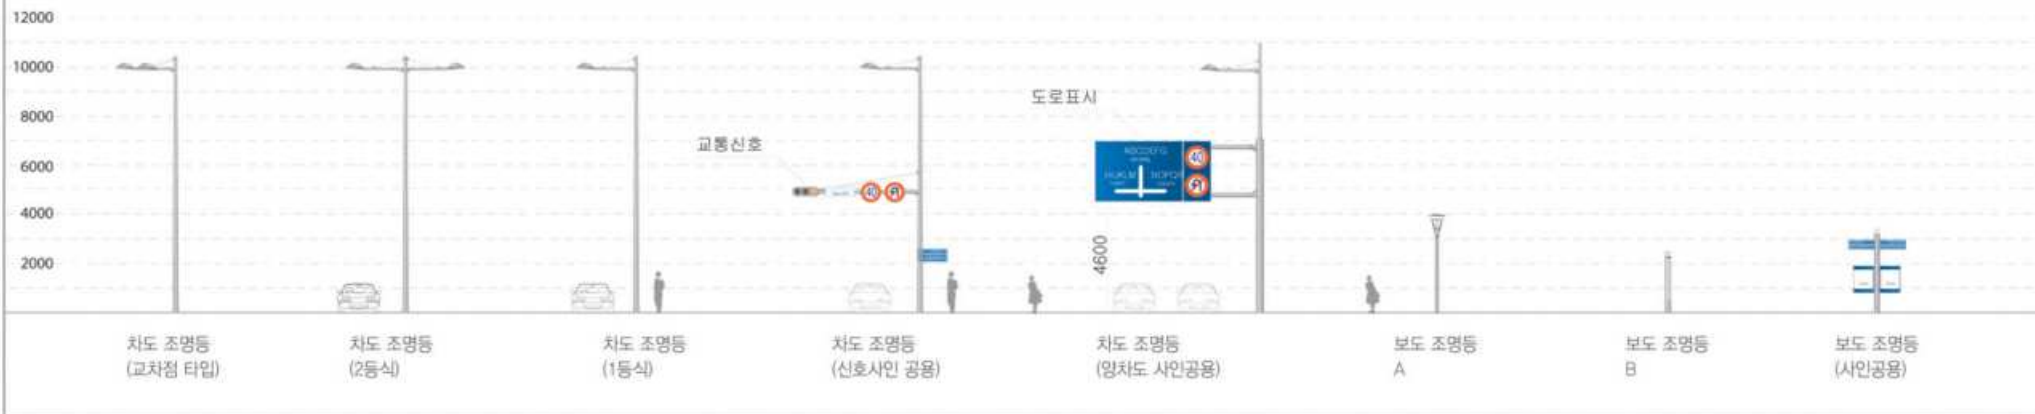 12000
10000
8000
6000
4000
2000
교통신호
40
도로표시
ABCDEFG
HIJKLM
NOPQR
40
4600
차도 조명등
(교차점 타입)
차도 조명등
(2등식)
차도 조명등
(1등식)
차도 조명등
(신호사인 공용)
차도 조명등
(양차도 사인공용)
보도 조명등
A
보도 조명등
B
보도 조명등
(사인공용)